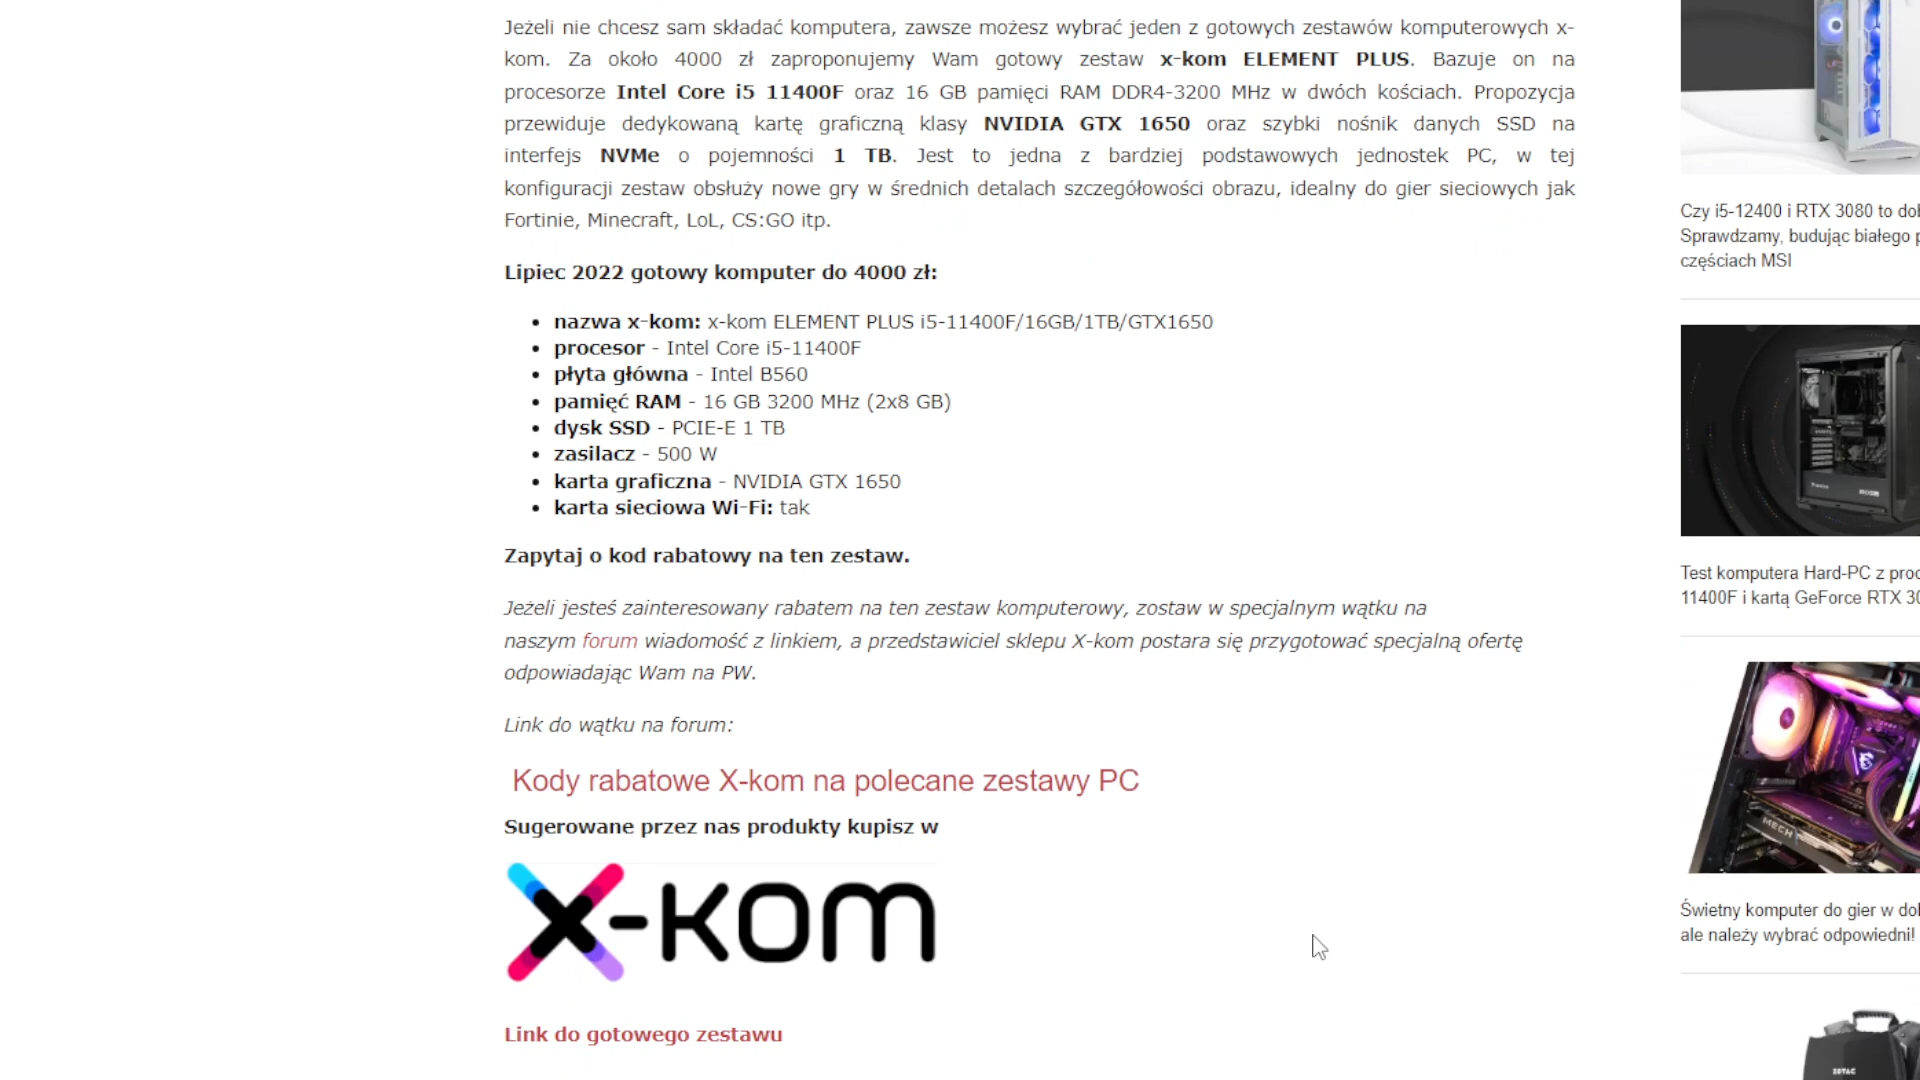 Jeżeli nie chcesz sam składać komputera, zawsze możesz wybrać jeden z gotowych zestawów komputerowych x-
kom. Za około 4000 zł zaproponujemy Wam gotowy zestaw x-kom ELEMENT PLUS. Bazuje on na
procesorze Intel Core i5 11400F oraz 16 GB pamięci RAM DDR4-3200 MHz w dwóch kościach. Propozycja
przewiduje dedykowaną kartę graficzną klasy NVIDIA GTX 1650 oraz szybki nośnik danych SSD na
interfejs NVMe o pojemności 1 TB. Jest to jedna z bardziej podstawowych jednostek PC, w tej
konfiguracji zestaw obsłuży nowe gry w średnich detalach szczegółowości obrazu, idealny do gier sieciowych jak
Fortinie, Minecraft, LoL, CS:GO itp.
Lipiec 2022 gotowy komputer do 4000 zł:
• nazwa x-kom: x-kom ELEMENT PLUS i5-11400F/16GB/1TB/GTX1650
• procesor - Intel Core i5-11400F
• płyta główna - Intel B560
• pamięć RAM - 16 GB 3200 MHz (2x8 GB)
• dysk SSD - PCIE-E 1 TB
• zasilacz - 500 W
• karta graficzna - NVIDIA GTX 1650
• karta sieciowa Wi-Fi: tak
Zapytaj o kod rabatowy na ten zestaw.
Jeżeli jesteś zainteresowany rabatem na ten zestaw komputerowy, zostaw w specjalnym wątku na
naszym forum wiadomość z linkiem, a przedstawiciel sklepu X-kom postara się przygotować specjalną ofertę
odpowiadając Wam na PW.
Link do wątku na forum:
Kody rabatowe X-kom na polecane zestawy PC
Sugerowane przez nas produkty kupisz w
x-kom
Link do gotowego zestawu
Czy i5-12400 i RTX 3080 to
Sprawdzamy, budując białego
częściach MSI
Test komputera Hard-PC z
11400F i kartą GeForce RTX
MECH
Świetny komputer do gier w
ale należy wybrać odpowiedni!
ZOTAC